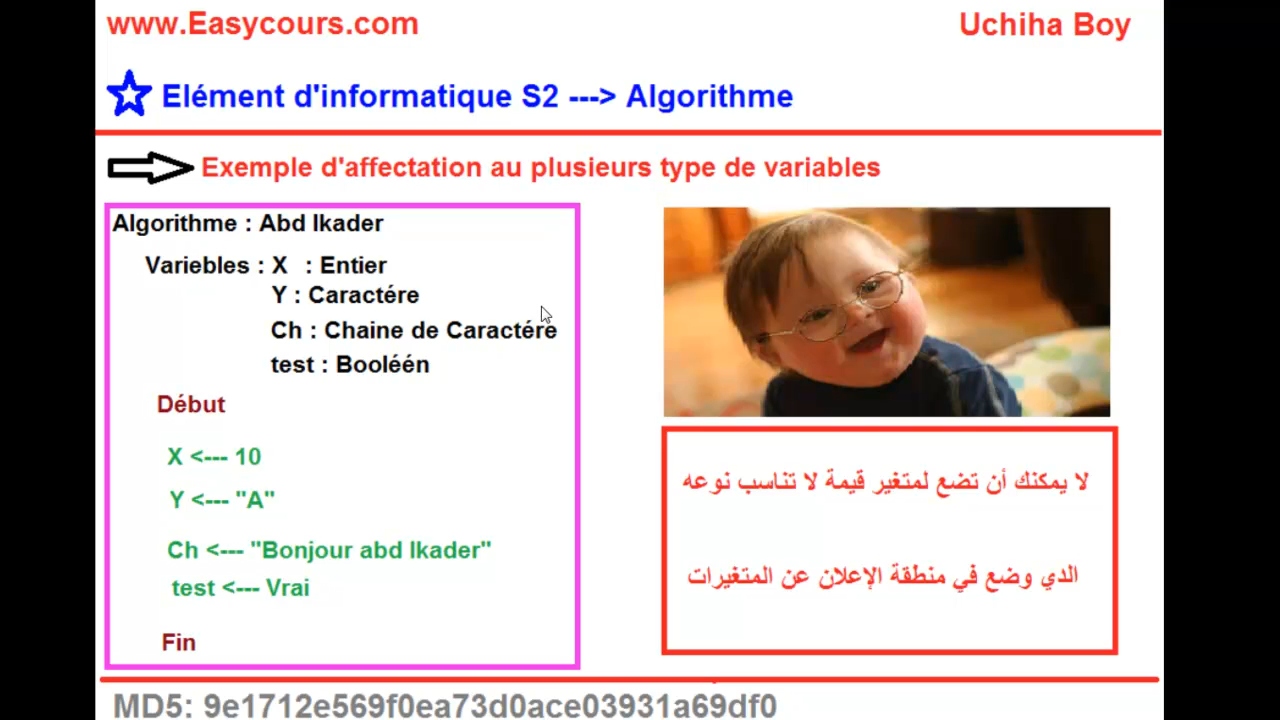 www.Easycours.com
Uchiha Boy
Elément d'informatique S2 ---> Algorithme
Exemple d'affectation au plusieurs type de variables
Algorithme : Abd lkader
Variebles : X : Entier
Y : Caractére
Ch : Chaine de Caractére
test : Booléén
Début
X <--- 10
Y <--- "A"
Ch <--- "Bonjour abd lkader"
test <--- Vrai
Fin
لا يمكنك أن تضع لمتغير قيمة لا تناسب نوعه
الدي وضع في منطقة الإعلان عن المتغيرات
MD5: 9e1712e569f0ea73d0ace03931a69df0